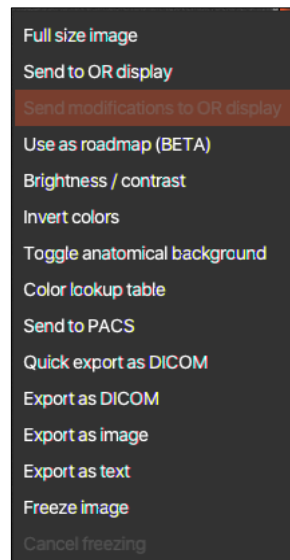 Full size image
Send to OR display
Send modifications to OR display
Use as roadmap (BETA)
Brightness / contrast
Invert colors
Toggle anatomical background
Color lookup table
Send to PACS
Quick export as DICOM
Export as DICOM
Export as image
Export as text
Freeze image
Cancel freezing